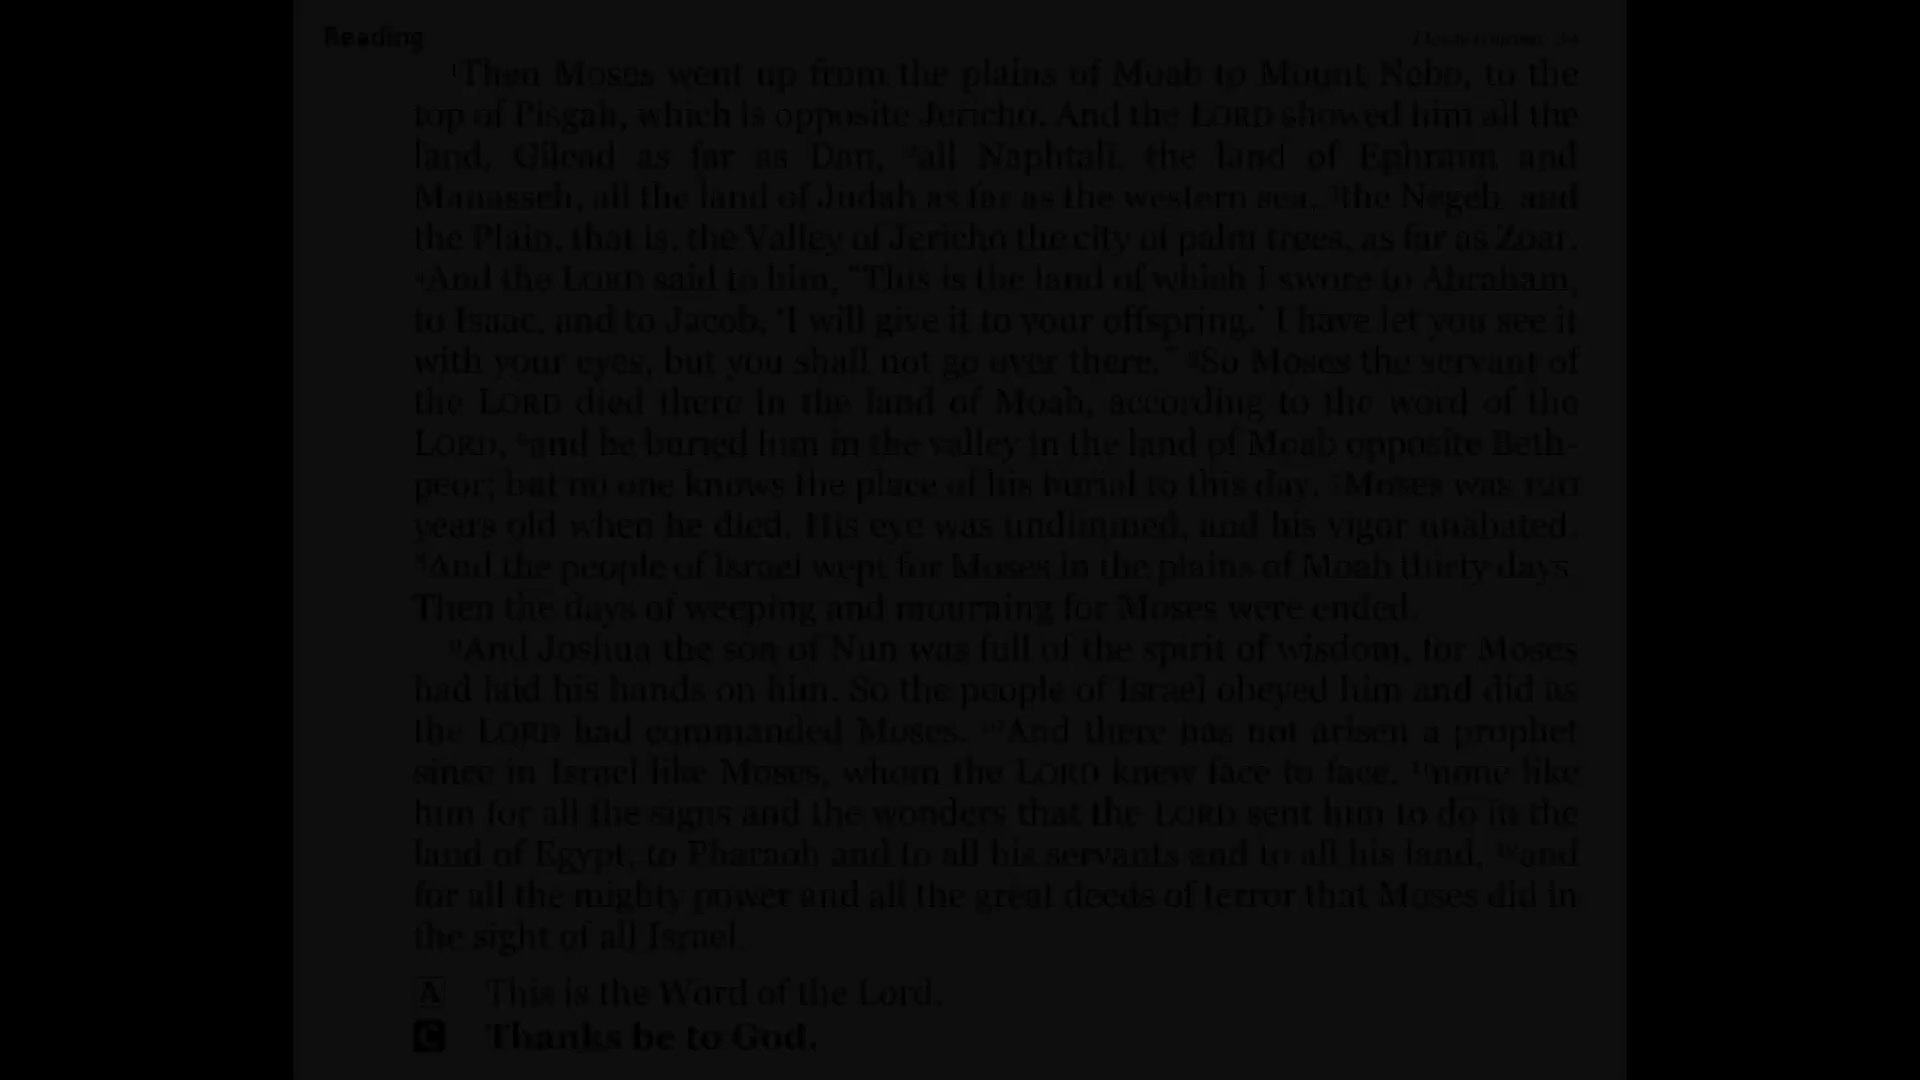 Reading Deuteronomy 34
¹Then Moses went up from the plains of Moab to Mount Nebo, to the
top of Pisgah, which is opposite Jericho. And the LORD showed him all the
land, Gilead as far as Dan, ²all Naphtali, the land of Ephraim and
Manasseh, all the land of Judah as far as the western sea, ³the Negeb, and
the Plain, that is, the Valley of Jericho the city of palm trees, as far as Zoar.
⁴And the LORD said to him, “This is the land of which I swore to Abraham,
to Isaac, and to Jacob, ‘I will give it to your offspring.’ I have let you see it
with your eyes, but you shall not go over there.” ⁵So Moses the servant of
the LORD died there in the land of Moab, according to the word of the
LORD, ⁶and he buried him in the valley in the land of Moab opposite Beth-
peor; but no one knows the place of his burial to this day. ⁷Moses was 120
years old when he died. His eye was undimmed, and his vigor unabated.
⁸And the people of Israel wept for Moses in the plains of Moab thirty days.
Then the days of weeping and mourning for Moses were ended.
⁹And Joshua the son of Nun was full of the spirit of wisdom, for Moses
had laid his hands on him. So the people of Israel obeyed him and did as
the LORD had commanded Moses. ¹⁰And there has not arisen a prophet
since in Israel like Moses, whom the LORD knew face to face, ¹¹none like
him for all the signs and the wonders that the LORD sent him to do in the
land of Egypt, to Pharaoh and to all his servants and to all his land, ¹²and
for all the mighty power and all the great deeds of terror that Moses did in
the sight of all Israel.
A This is the Word of the Lord.
C Thanks be to God.